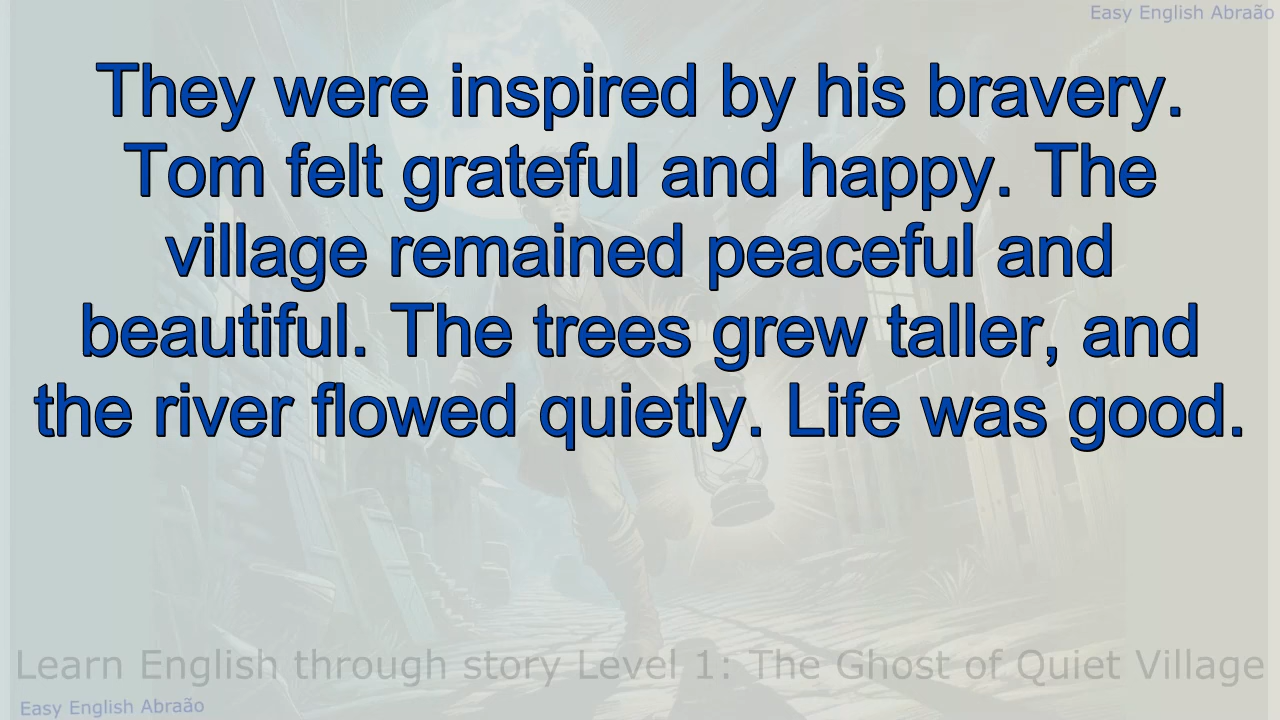 Easy English Abraão
They were inspired by his bravery.
Tom felt grateful and happy. The
village remained peaceful and
beautiful. The trees grew taller, and
the river flowed quietly. Life was good.
Learn English through story Level 1: The Ghost of Quiet Village
Easy English Abraão